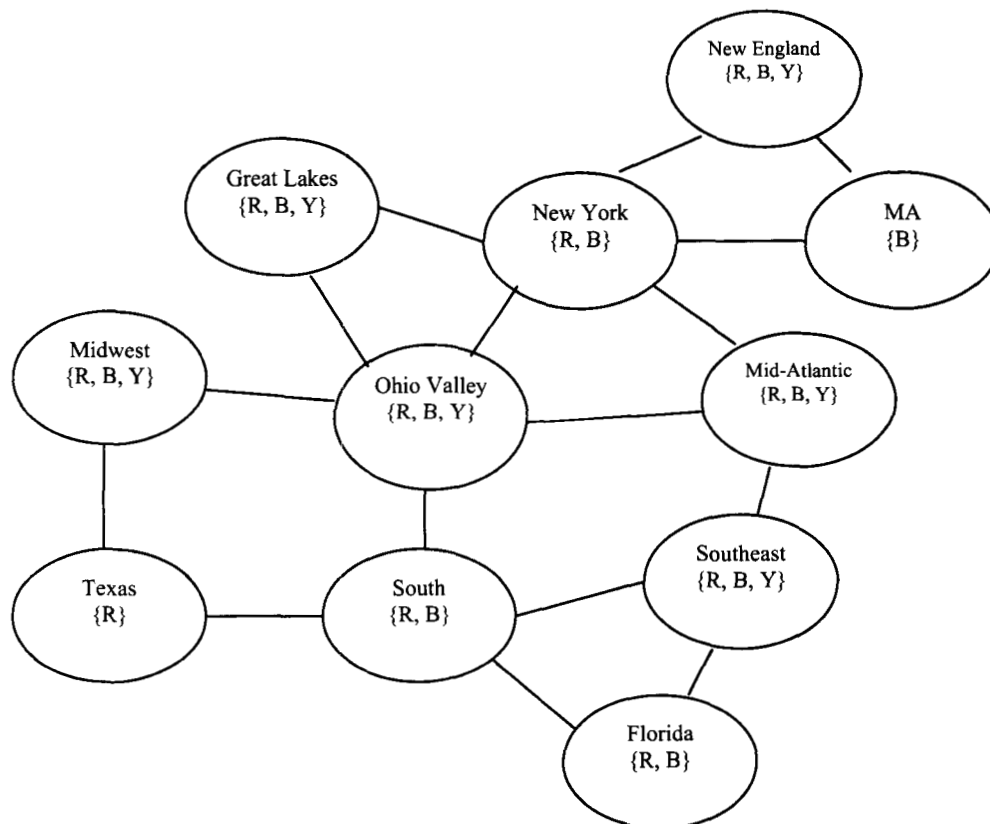 New England
{R, B, Y}
Great Lakes
{R, B, Y}
New York
{R, B}
MA
{B}
Midwest
{R, B, Y}
Ohio Valley
{R, B, Y}
Mid-Atlantic
{R, B, Y}
Texas
{R}
South
{R, B}
Southeast
{R, B, Y}
Florida
{R, B}